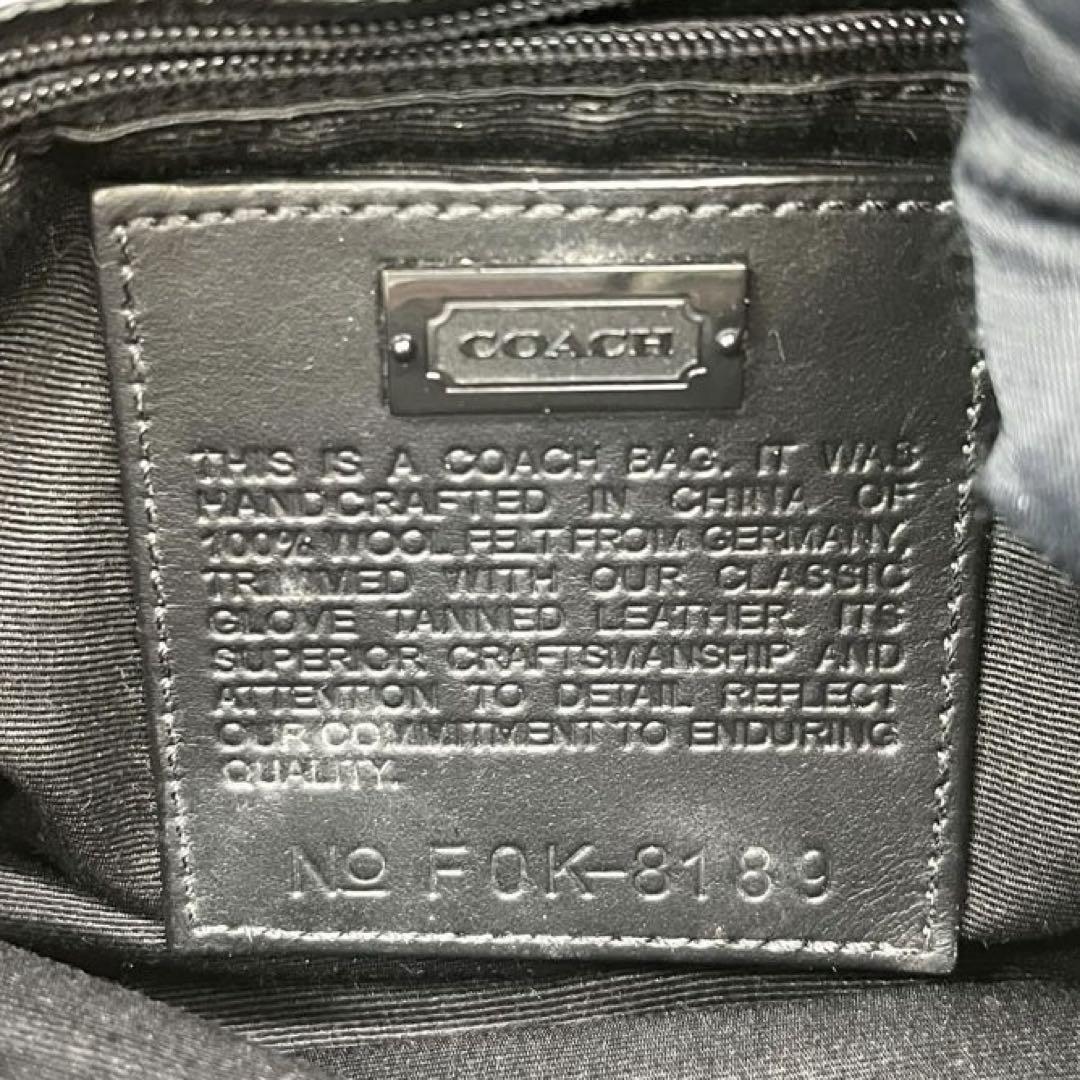 COACH
THIS IS A COACH BAG. IT WAS
HANDCRAFTED IN CHINA OF
100% WOOL FELT FROM GERMANY,
TRIMMED WITH OUR CLASSIC
GLOVE TANNED LEATHER. ITS
SUPERIOR CRAFTSMANSHIP AND
ATTENTION TO DETAIL REFLECT
OUR COMMITMENT TO ENDURING
QUALITY.
Nº F0K-8189